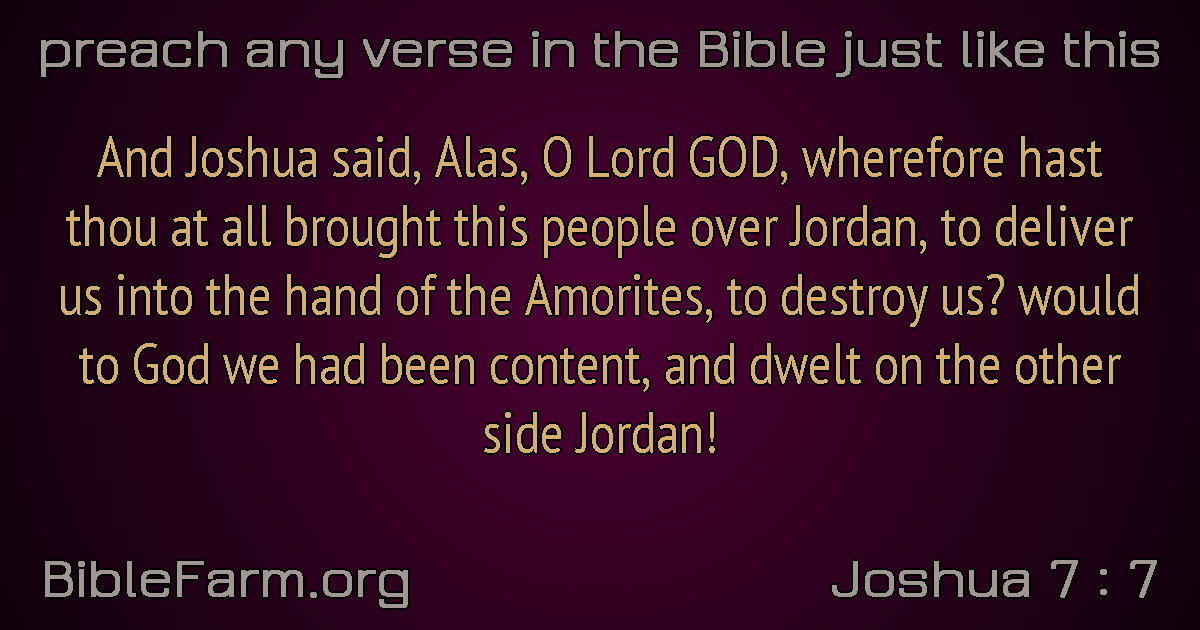 preach any verse in the Bible just like this
And Joshua said, Alas, O Lord GOD, wherefore hast
thou at all brought this people over Jordan, to deliver
us into the hand of the Amorites, to destroy us? would
to God we had been content, and dwelt on the other
side Jordan!
BibleFarm.org
Joshua 7 : 7